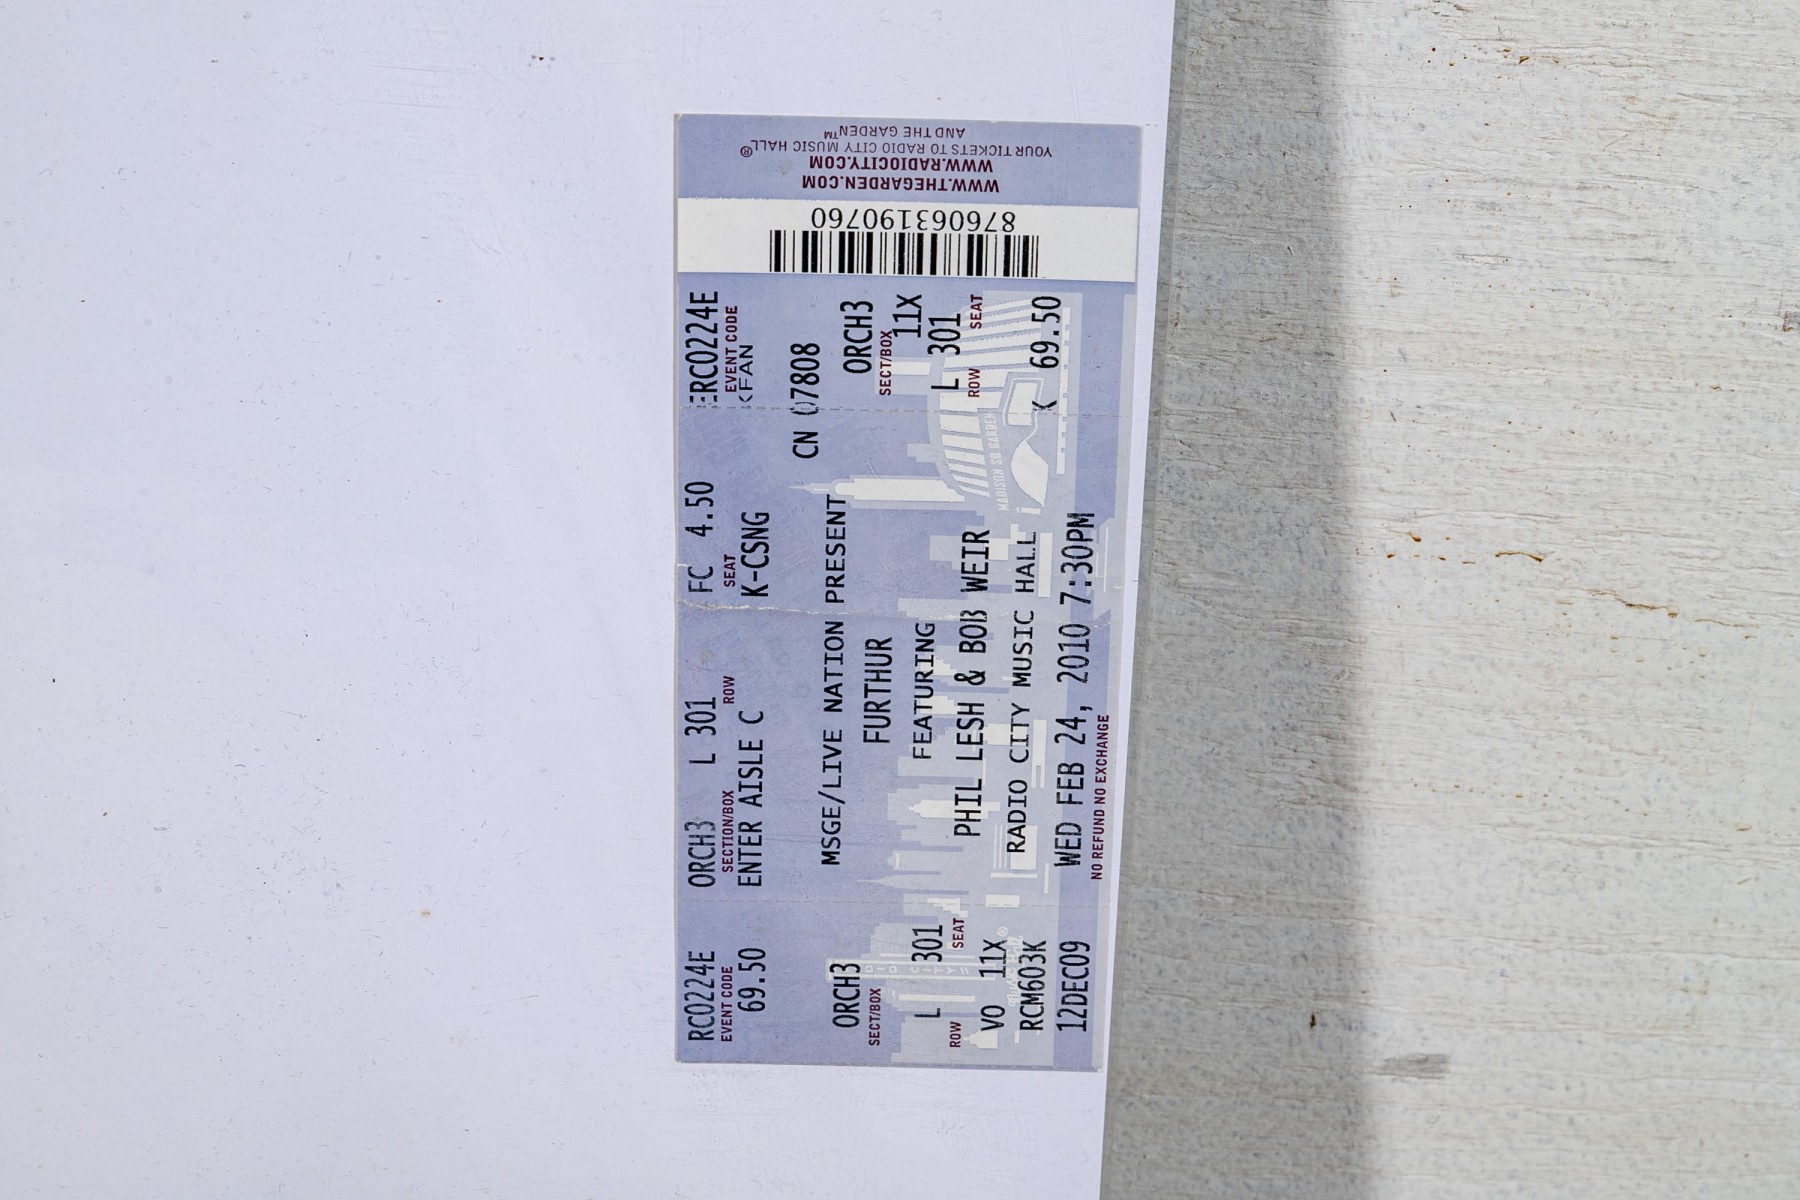 RC0224E ORCH3 L 301 FC 4.50 ERC0224E
EVENT CODE SECTION/BOX ROW SEAT EVENT CODE
69.50 ENTER AISLE C K-CSNG KFAN
CN 07808
ORCH3 MSGE/LIVE NATION PRESENT ORCH3
SECT/BOX FURTHUR SECT/BOX
11X
L 301 FEATURING L 301
ROW SEAT PHIL LESH & BOB WEIR ROW SEAT
VO 11X RADIO CITY MUSIC HALL
RCM603K K 69.50
12DEC09 WED FEB 24, 2010 7:30PM
NO REFUND NO EXCHANGE
MADISON SQ GARDEN
876063190760
WWW.THEGARDEN.COM
WWW.RADIOCITY.COM
YOUR TICKETS TO RADIO CITY MUSIC HALL®
AND THE GARDEN™